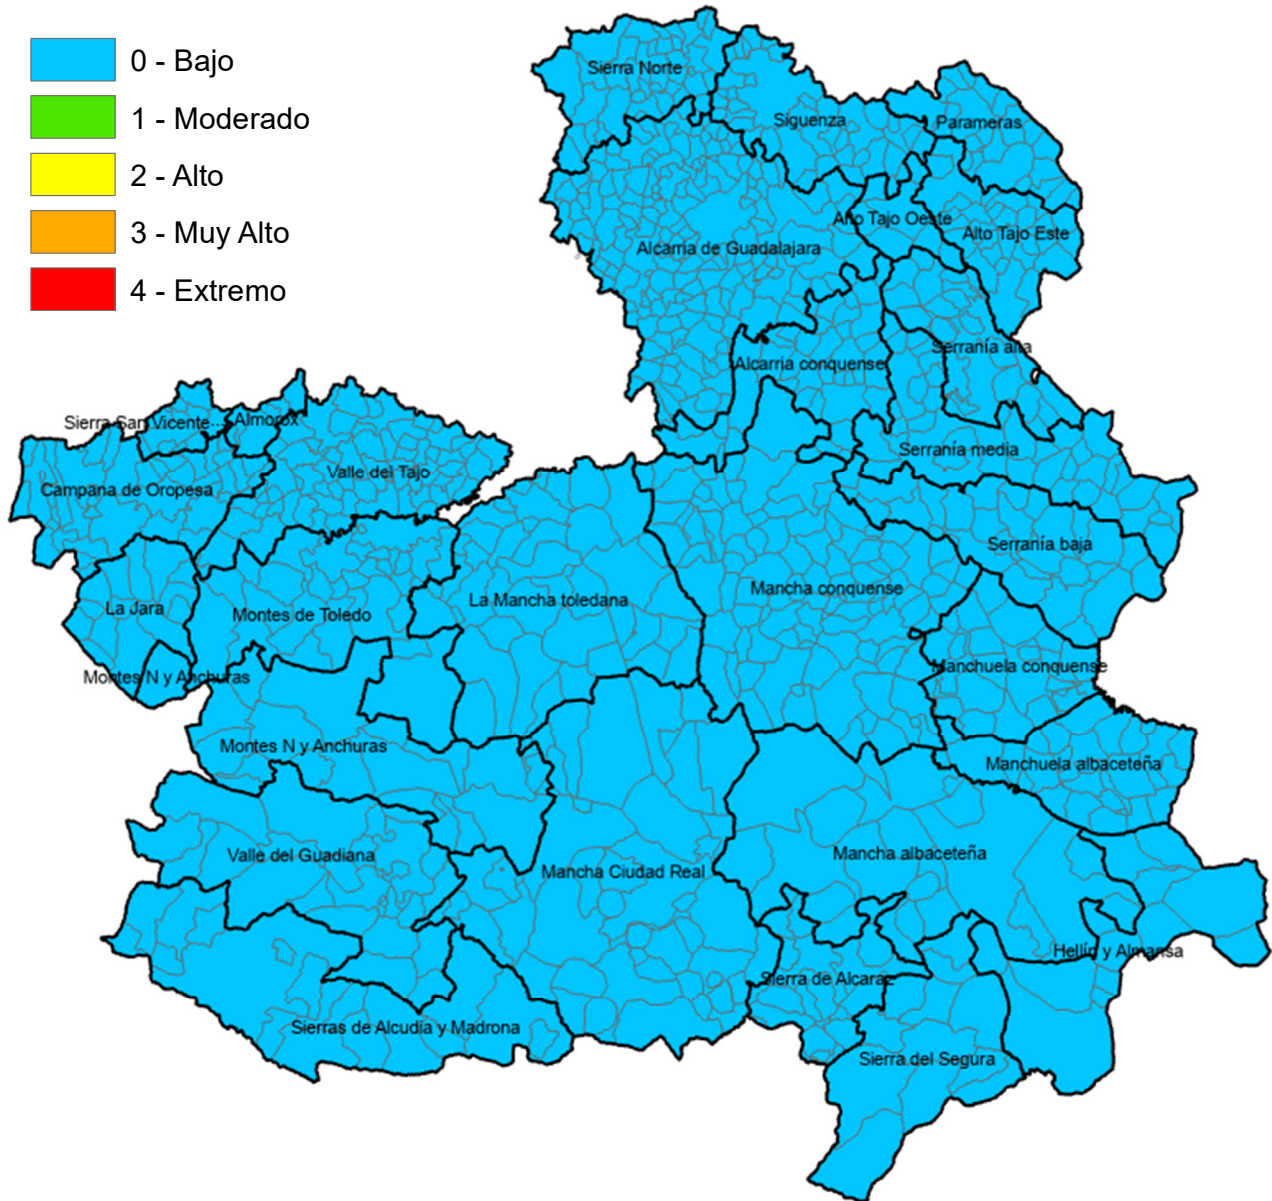 0 - Bajo
1 - Moderado
2 - Alto
3 - Muy Alto
4 - Extremo
Sierra Norte
Siguenza
Parameras
Alto Tajo Oeste
Alto Tajo Este
Alcarria de Guadalajara
Serranía alta
Alcarria conquense
Sierra San Vicente...
Almorox
Serranía media
Valle del Tajo
Campana de Oropesa
Serranía baja
Mancha conquense
La Mancha toledana
La Jara
Montes de Toledo
Manchuela conquense
Montes N y Anchuras
Montes N y Anchuras
Manchuela albaceteña
Valle del Guadiana
Mancha albaceteña
Mancha Ciudad Real
Hellín y Almansa
Sierra de Alcaraz
Sierras de Alcudia y Madrona
Sierra del Segura